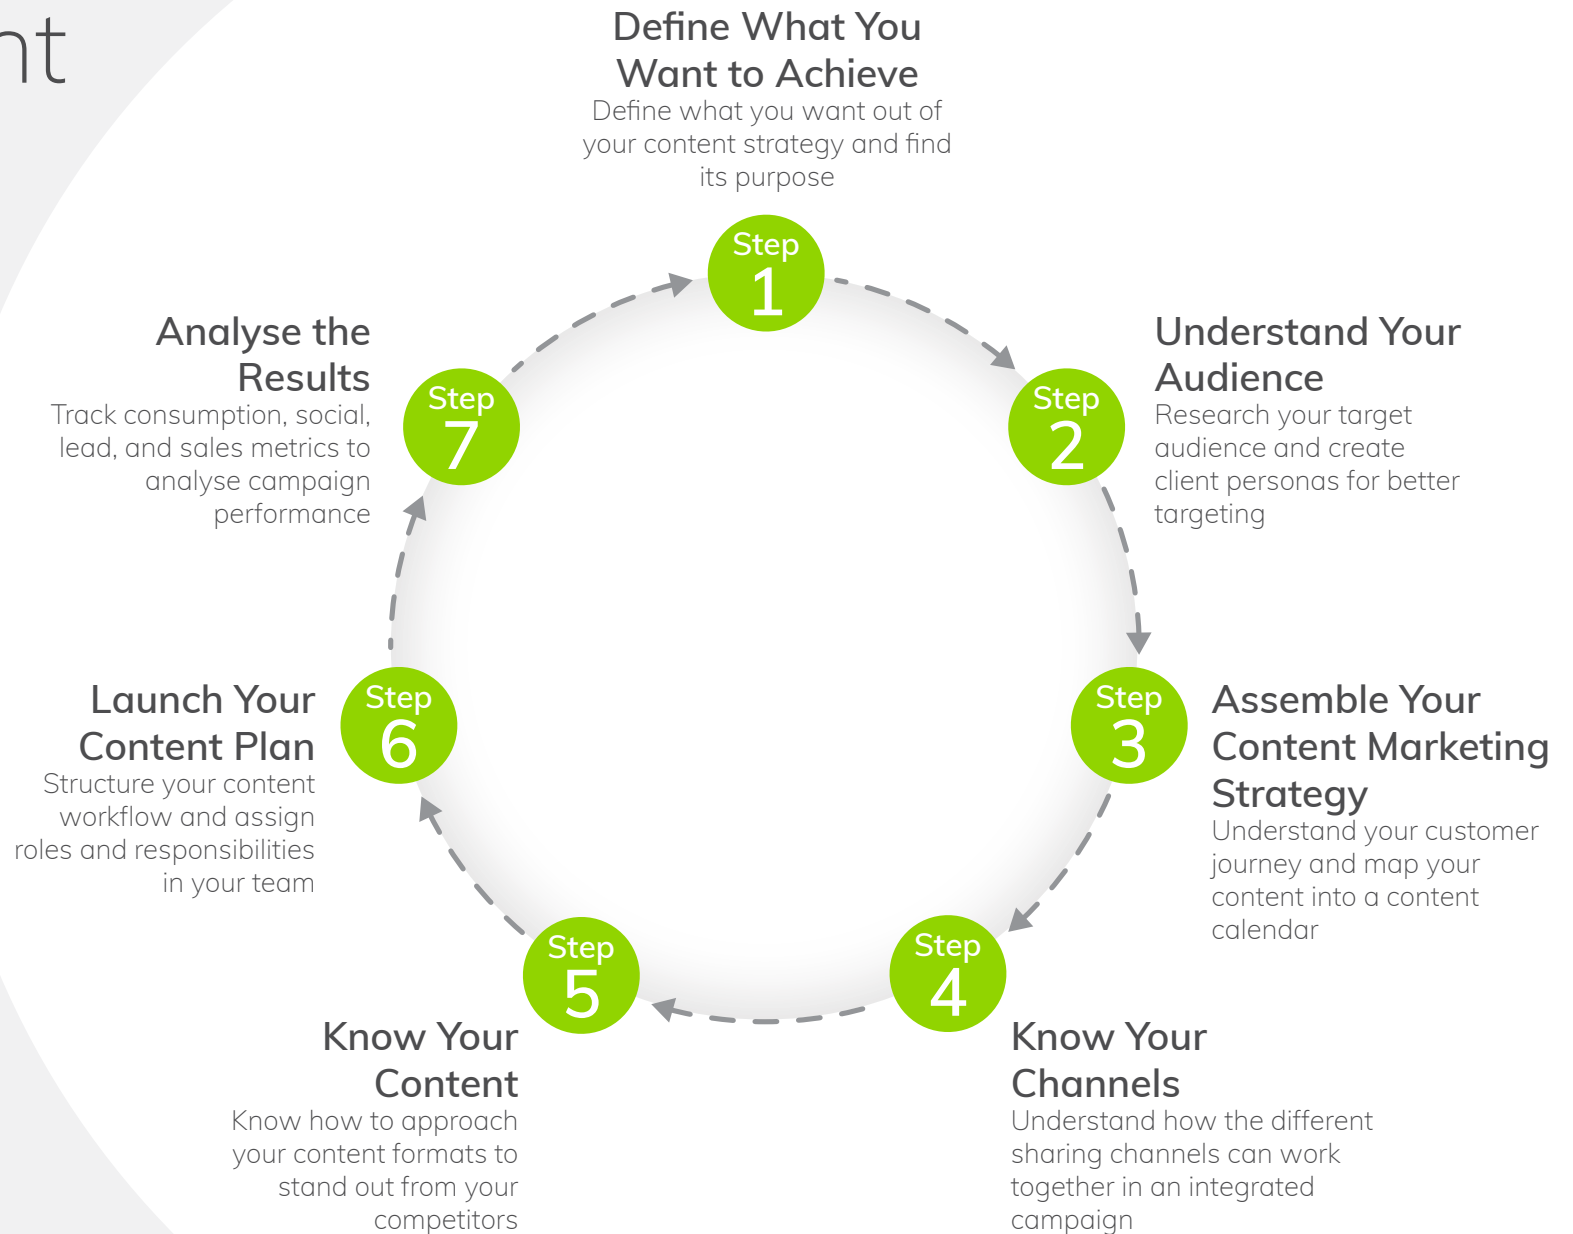 nt
Define What You
Want to Achieve
Define what you want out of
your content strategy and find
its purpose
Step
1
Understand Your
Audience
Research your target
audience and create
client personas for better
targeting
Step
2
Assemble Your
Content Marketing
Strategy
Understand your customer
journey and map your
content into a content
calendar
Step
3
Know Your
Channels
Understand how the different
sharing channels can work
together in an integrated
campaign
Step
4
Know Your
Content
Know how to approach
your content formats to
stand out from your
competitors
Step
5
Launch Your
Content Plan
Structure your content
workflow and assign
roles and responsibilities
in your team
Step
6
Analyse the
Results
Track consumption, social,
lead, and sales metrics to
analyse campaign
performance
Step
7